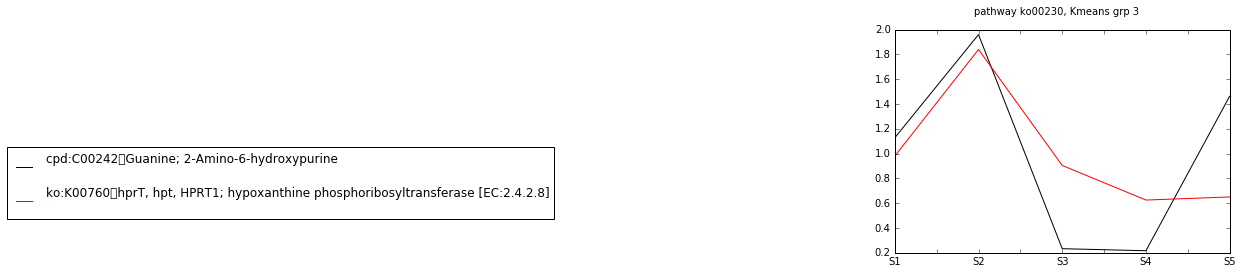 pathway ko00230, Kmeans grp 3
2.0
1.8
1.6
1.4
1.2
1.0
0.8
0.6
0.4
0.2
S1 S2 S3 S4 S5
cpd:C00242▯Guanine; 2-Amino-6-hydroxypurine
ko:K00760▯hprT, hpt, HPRT1; hypoxanthine phosphoribosyltransferase [EC:2.4.2.8]